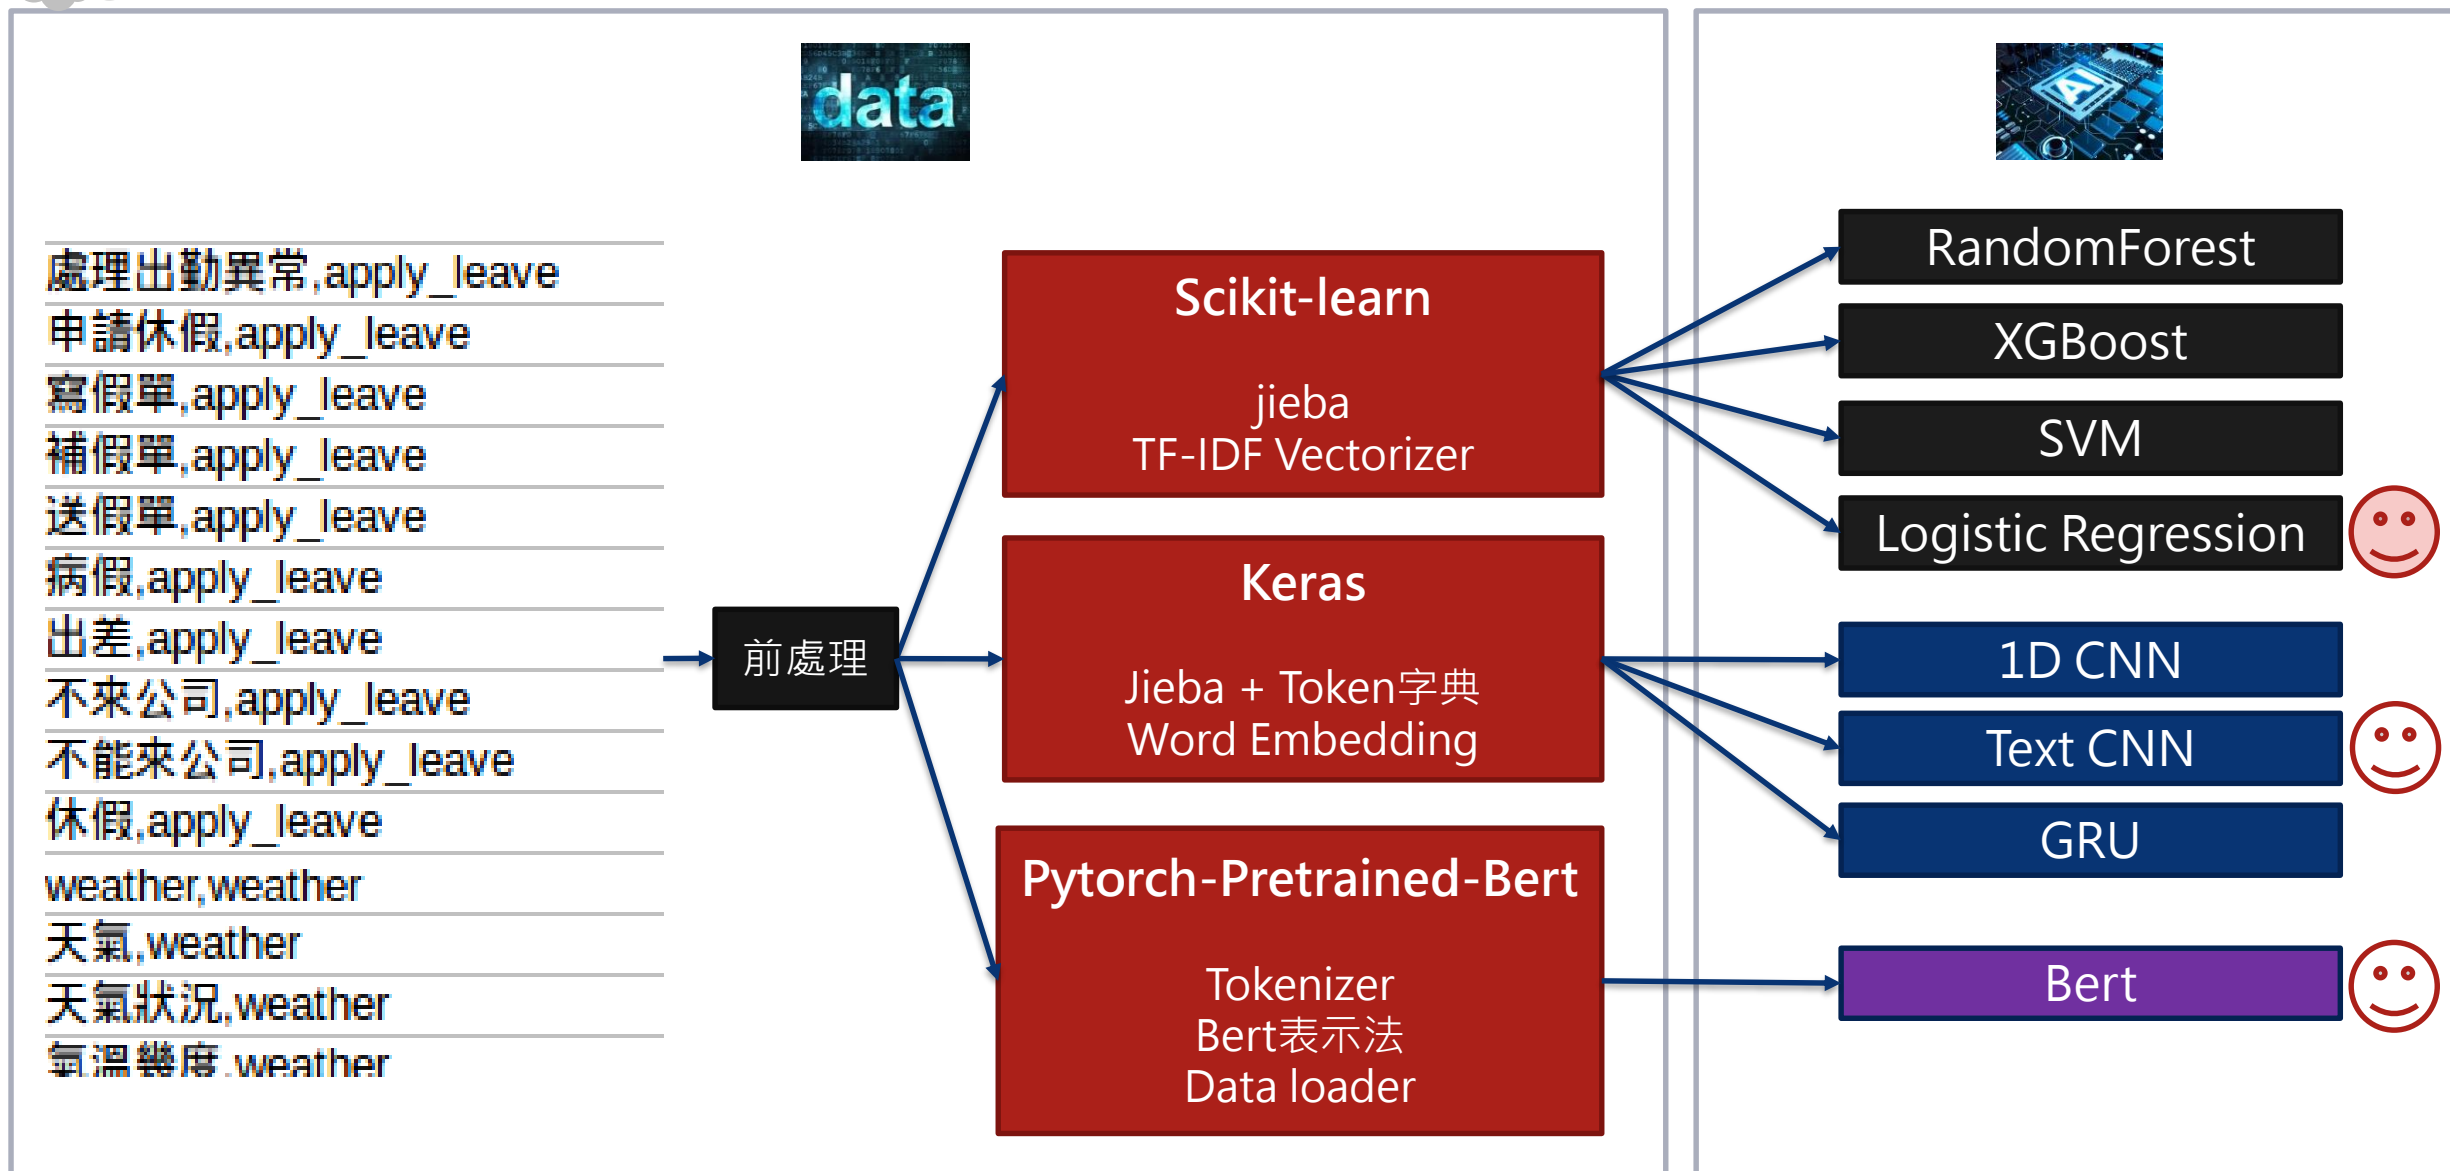 data
AI
處理出勤異常,apply_leave
申請休假,apply_leave
寫假單,apply_leave
補假單,apply_leave
送假單,apply_leave
病假,apply_leave
出差,apply_leave
不來公司,apply_leave
不能來公司,apply_leave
休假,apply_leave
weather,weather
天氣,weather
天氣狀況,weather
氣溫幾度,weather
前處理
Scikit-learn
jieba
TF-IDF Vectorizer
Keras
Jieba + Token字典
Word Embedding
Pytorch-Pretrained-Bert
Tokenizer
Bert表示法
Data loader
RandomForest
XGBoost
SVM
Logistic Regression
1D CNN
Text CNN
GRU
Bert